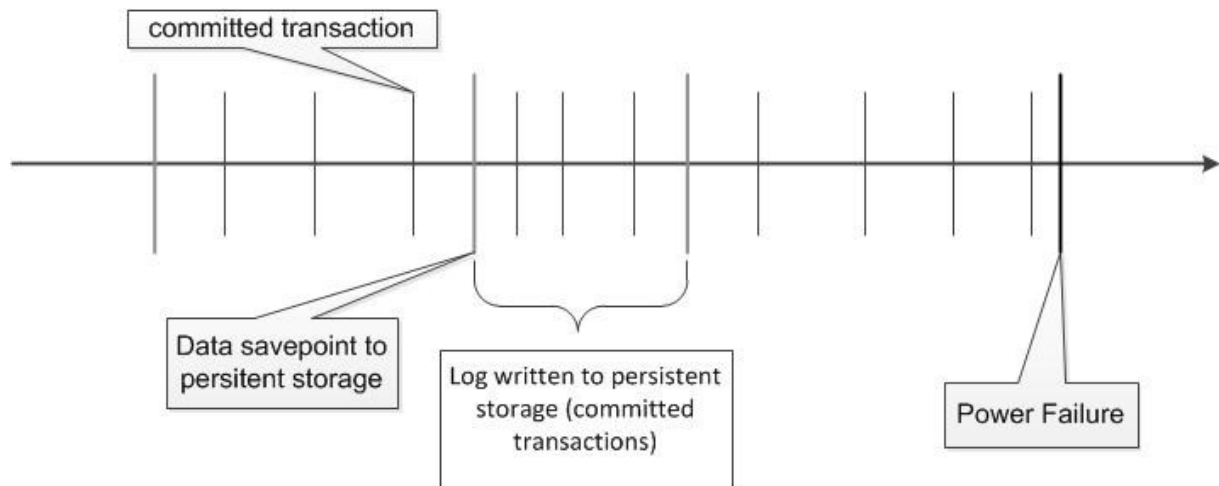 committed transaction
Data savepoint to
persitent storage
Log written to persistent
storage (committed
transactions)
Power Failure